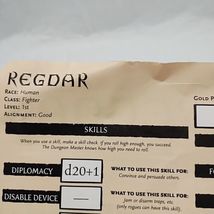 REGDAR
RACE: Human
CLASS: Fighter
LEVEL: 1st
ALIGNMENT: Good
GOLD P
SKILLS
When you use a skill, make a skill check. If you roll high enough, you succeed.
The Dungeon Master knows how high you need to roll.
DIPLOMACY
d20+1
WHAT TO USE THIS SKILL FOR:
Convince and persuade others.
FO
DISABLE DEVICE
—
WHAT TO USE THIS SKILL FOR:
Jam or disarm traps, etc
(only rogues can have this skill).